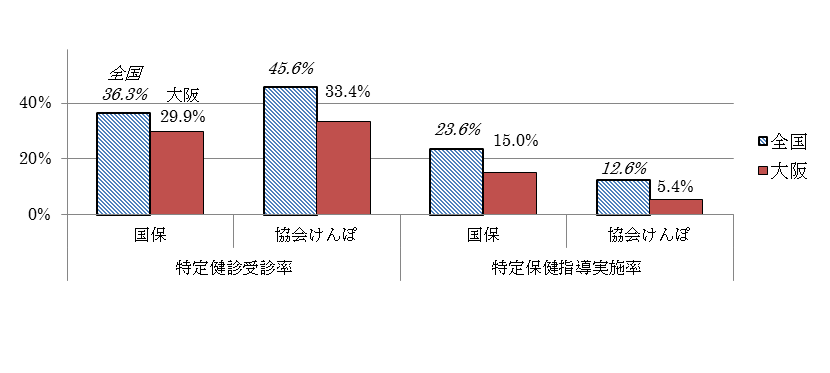 45.6%
全国
36.3% 大阪 33.4%
40% 29.9%
23.6% 15.0%
全国
20% 12.6% 大阪
5.4%
0%
国保 協会けんぽ 国保 協会けんぽ
特定健診受診率 特定保健指導実施率